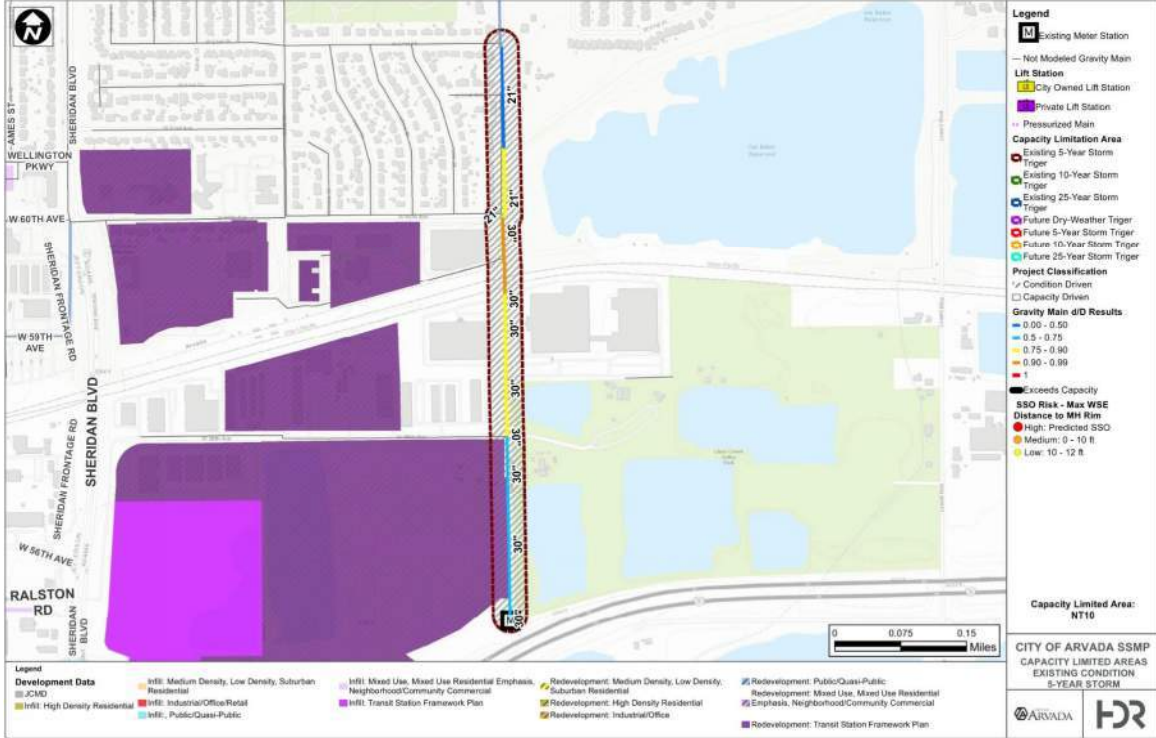 N
AMES ST
SHERIDAN BLVD
WELLINGTON
PKWY
W 60TH AVE
SHERIDAN FRONTAGE RD
W 59TH
AVE
SHERIDAN BLVD
SHERIDAN FRONTAGE RD
W 56TH AVE
RALSTON
RD
SHERIDAN
BLVD
21"
21"
27"
30"
30"
30"
30"
30"
30"
30"
30"
0 0.075 0.15
Miles
Legend
M Existing Meter Station
Not Modeled Gravity Main
Lift Station
LS City Owned Lift Station
LS Private Lift Station
Pressurized Main
Capacity Limitation Area
Existing 5-Year Storm
Triger
Existing 10-Year Storm
Triger
Existing 25-Year Storm
Triger
Future Dry-Weather Triger
Future 5-Year Storm Triger
Future 10-Year Storm Triger
Future 25-Year Storm Triger
Project Classification
Condition Driven
Capacity Driven
Gravity Main d/D Results
0.00 - 0.50
0.5 - 0.75
0.75 - 0.90
0.90 - 0.99
1
Exceeds Capacity
SSO Risk - Max WSE
Distance to MH Rim
High: Predicted SSO
Medium: 0 - 10 ft
Low: 10 - 12 ft
Capacity Limited Area:
NT10
CITY OF ARVADA SSMP
CAPACITY LIMITED AREAS
EXISTING CONDITION
5-YEAR STORM
ARVADA
HDR
Legend
Development Data
JCMD
Infill: High Density Residential
Infill: Medium Density, Low Density, Suburban
Residential
Infill: Industrial/Office/Retail
Infill:, Public/Quasi-Public
Infill: Mixed Use, Mixed Use Residential Emphasis,
Neighborhood/Community Commercial
Infill: Transit Station Framework Plan
Redevelopment: Medium Density, Low Density,
Suburban Residential
Redevelopment: High Density Residential
Redevelopment: Industrial/Office
Redevelopment: Public/Quasi-Public
Redevelopment: Mixed Use, Mixed Use Residential
Emphasis, Neighborhood/Community Commercial
Redevelopment: Transit Station Framework Plan